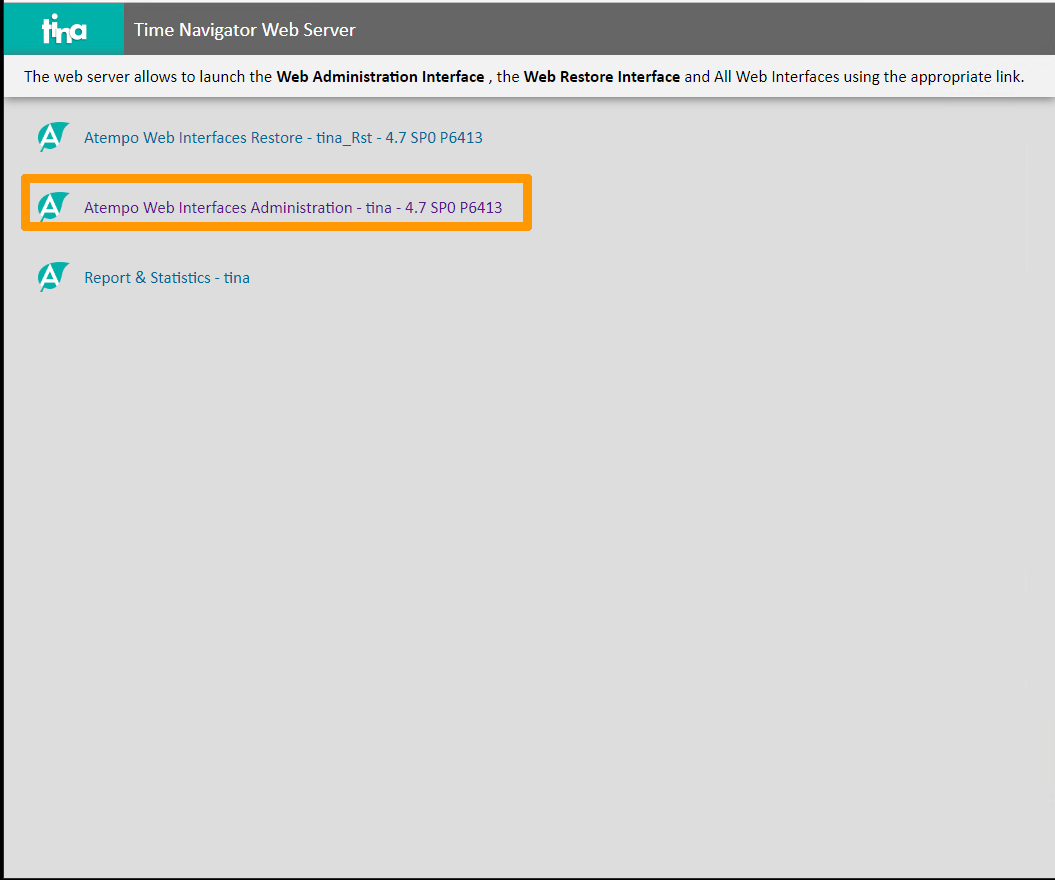 tina
Time Navigator Web Server
The web server allows to launch the Web Administration Interface , the Web Restore Interface and All Web Interfaces using the appropriate link.
Atempo Web Interfaces Restore - tina_Rst - 4.7 SP0 P6413
Atempo Web Interfaces Administration - tina - 4.7 SP0 P6413
Report & Statistics - tina